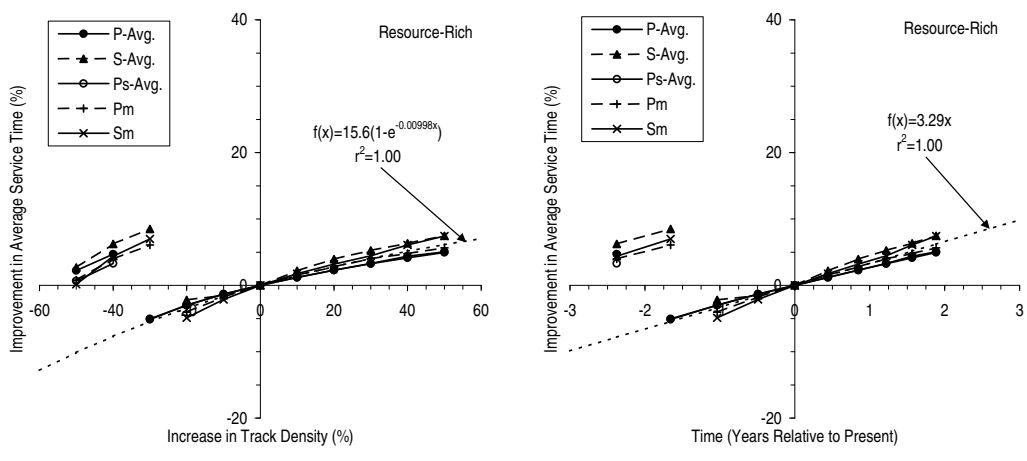 40
Resource-Rich
P-Avg.
S-Avg.
Ps-Avg.
Pm
Sm
f(x)=15.6(1-e^-0.00998x)
r²=1.00
20
0
-60
-40
-20
0
20
40
60
-20
Improvement in Average Service Time (%)
Increase in Track Density (%)
40
Resource-Rich
P-Avg.
S-Avg.
Ps-Avg.
Pm
Sm
f(x)=3.29x
r²=1.00
20
0
-3
-2
-1
0
1
2
3
-20
Improvement in Average Service Time (%)
Time (Years Relative to Present)